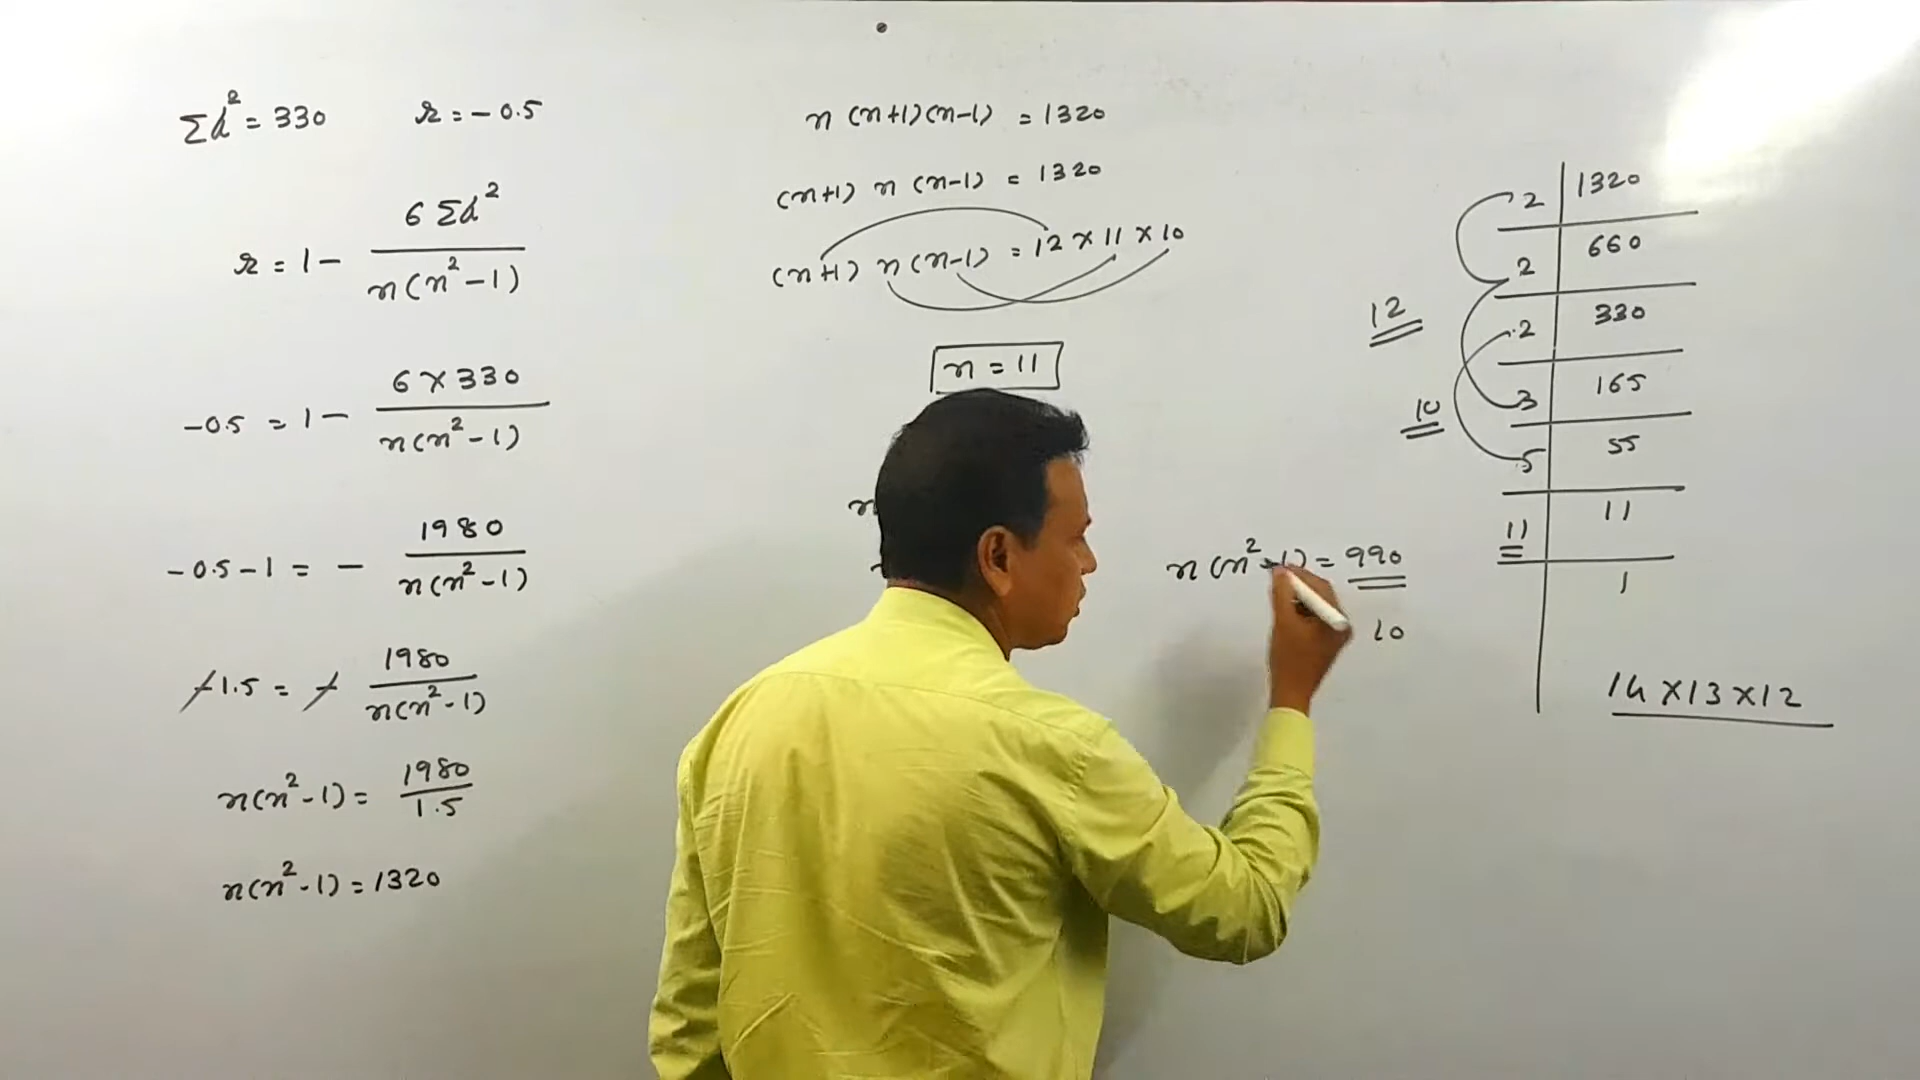 Σd² = 330 r = -0.5
r = 1 - 6Σd² / n(n²-1)
-0.5 = 1 - 6×330 / n(n²-1)
-0.5-1 = - 1980 / n(n²-1)
-1.5 = - 1980 / n(n²-1)
n(n²-1) = 1980 / 1.5
n(n²-1) = 1320
n(n+1)(n-1) = 1320
(n+1) n (n-1) = 1320
(n+1) n (n-1) = 12 × 11 × 10
n = 11
n
n(n²-1) = 990
10
12
10
2 | 1320
2 | 660
2 | 330
3 | 165
5 | 55
11 | 11
1
14×13×12